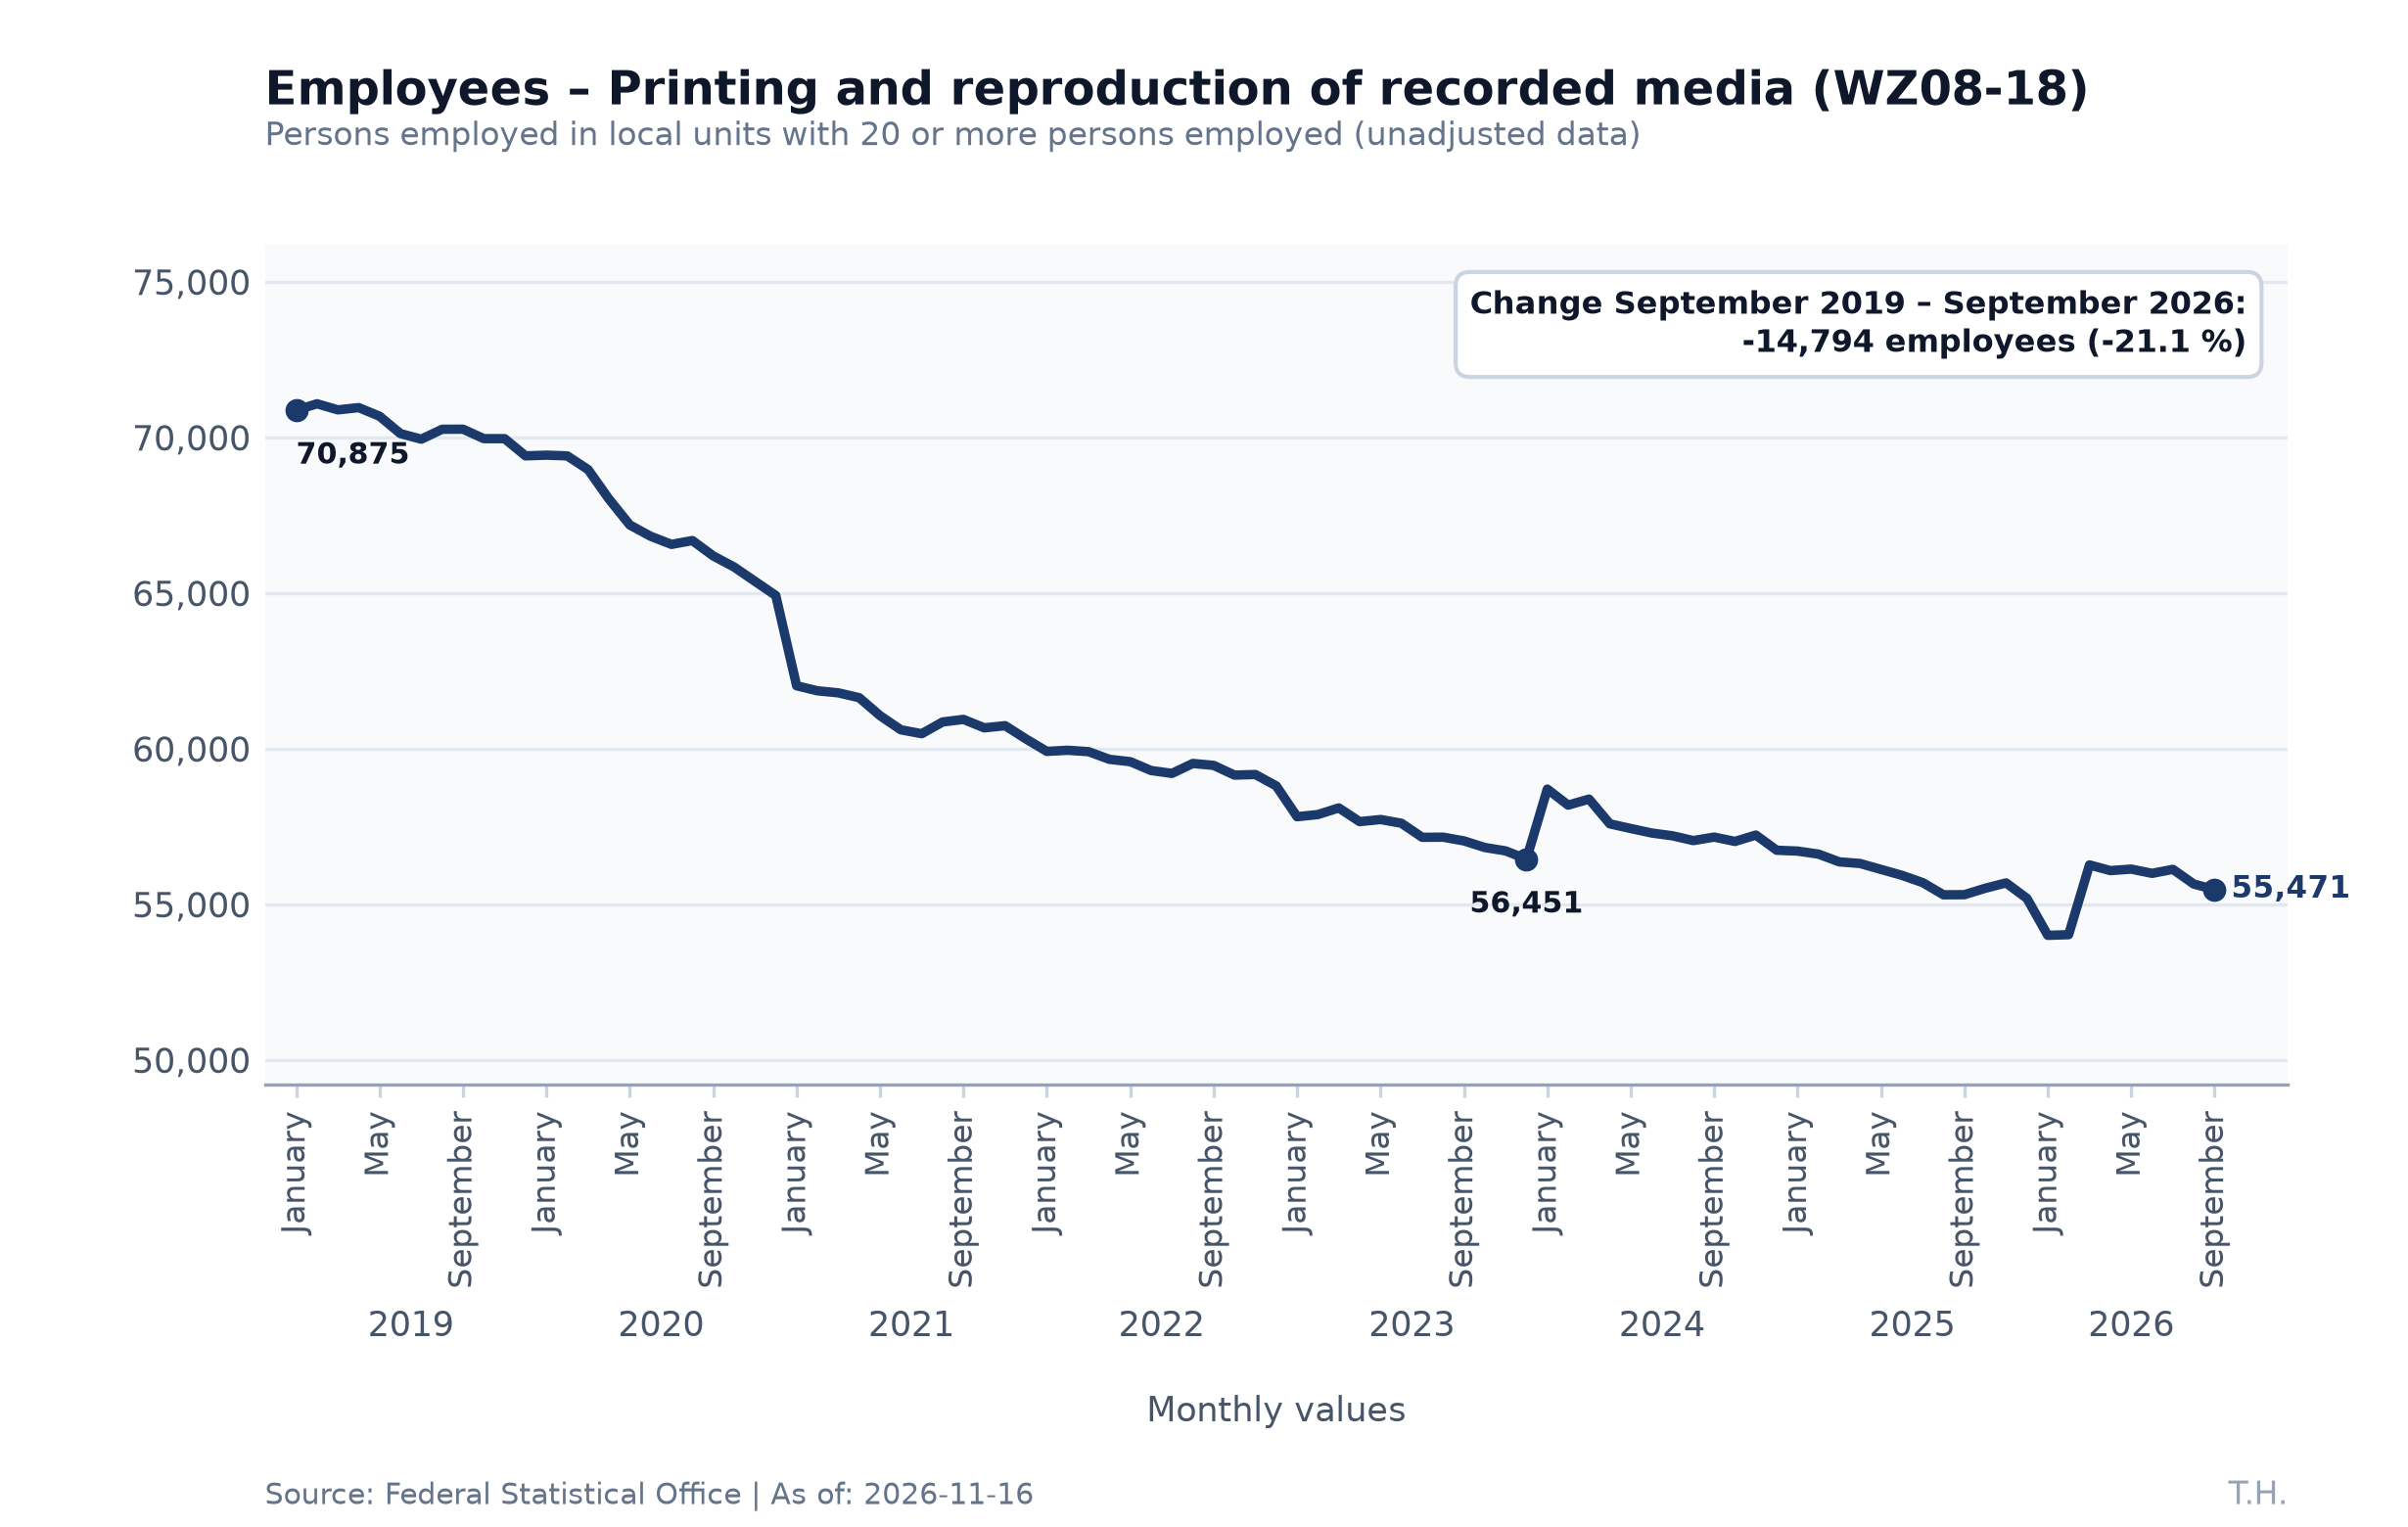 Employees – Printing and reproduction of recorded media (WZ08-18)
Persons employed in local units with 20 or more persons employed (unadjusted data)
75,000
Change September 2019 – September 2026:
-14,794 employees (-21.1 %)
70,000
70,875
65,000
60,000
55,000
56,451
55,471
50,000
January
May
September
January
May
September
January
May
September
January
May
September
January
May
September
January
May
September
January
May
September
January
May
September
2019
2020
2021
2022
2023
2024
2025
2026
Monthly values
Source: Federal Statistical Office | As of: 2026-11-16
T.H.